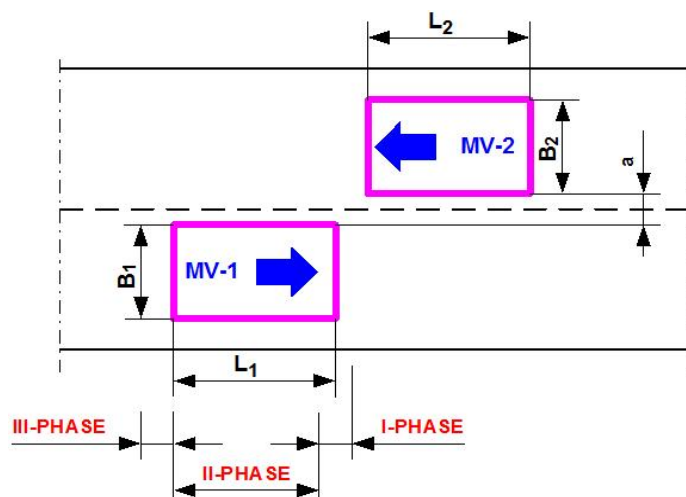 L2
MV-2
B2
a
MV-1
B1
L1
III-PHASE
I-PHASE
II-PHASE